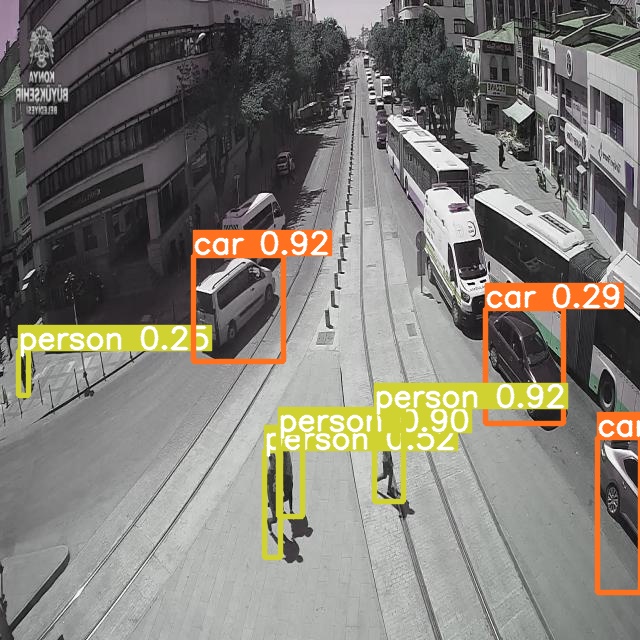 KONYA
BÜYÜKŞEHİR
BELEDİYESİ
car 0.92
car 0.29
person 0.25
person 0.92
person 0.90
person 0.52
car